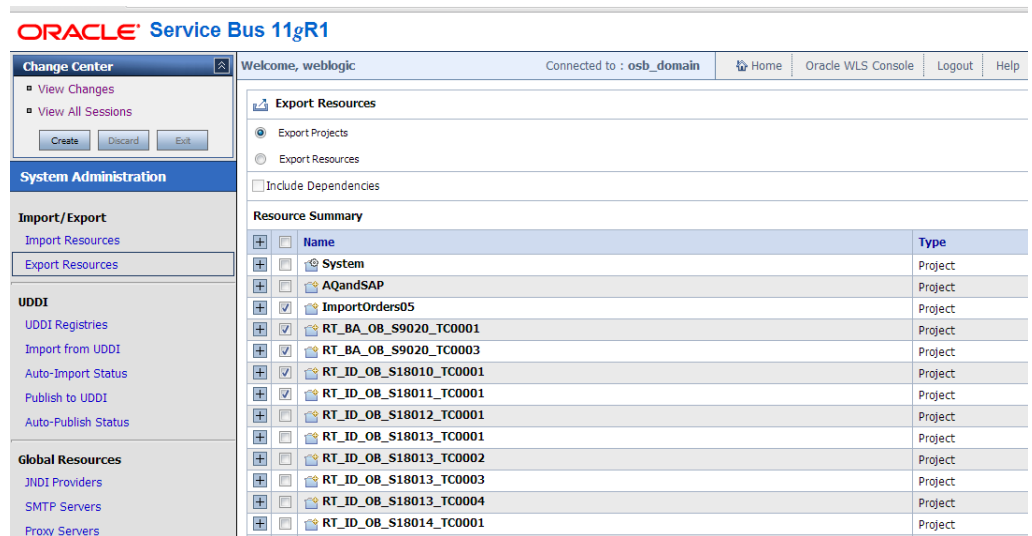 ORACLE Service Bus 11gR1
Change Center
View Changes
View All Sessions
Create Discard Exit
System Administration
Import/Export
Import Resources
Export Resources
UDDI
UDDI Registries
Import from UDDI
Auto-Import Status
Publish to UDDI
Auto-Publish Status
Global Resources
JNDI Providers
SMTP Servers
Proxy Servers
Welcome, weblogic Connected to : osb_domain Home Oracle WLS Console Logout Help
Export Resources
Export Projects
Export Resources
Include Dependencies
Resource Summary
Name Type
System Project
AQandSAP Project
ImportOrders05 Project
RT_BA_OB_S9020_TC0001 Project
RT_BA_OB_S9020_TC0003 Project
RT_ID_OB_S18010_TC0001 Project
RT_ID_OB_S18011_TC0001 Project
RT_ID_OB_S18012_TC0001 Project
RT_ID_OB_S18013_TC0001 Project
RT_ID_OB_S18013_TC0002 Project
RT_ID_OB_S18013_TC0003 Project
RT_ID_OB_S18013_TC0004 Project
RT_ID_OB_S18014_TC0001 Project